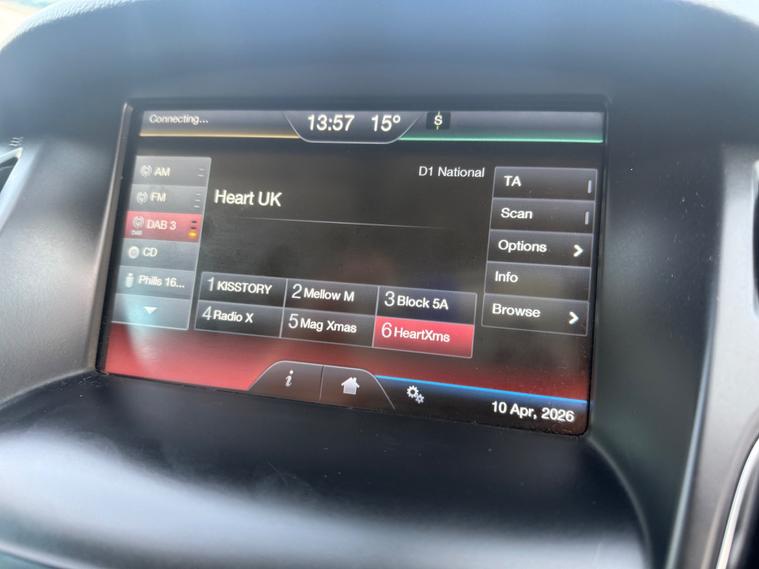 Connecting...
13:57 15° $
AM
FM
DAB 3
CD
Phills 16...
D1 National
Heart UK
1 KISSTORY
2 Mellow M
3 Block 5A
4 Radio X
5 Mag Xmas
6 HeartXms
TA
Scan
Options
Info
Browse
i
10 Apr, 2026